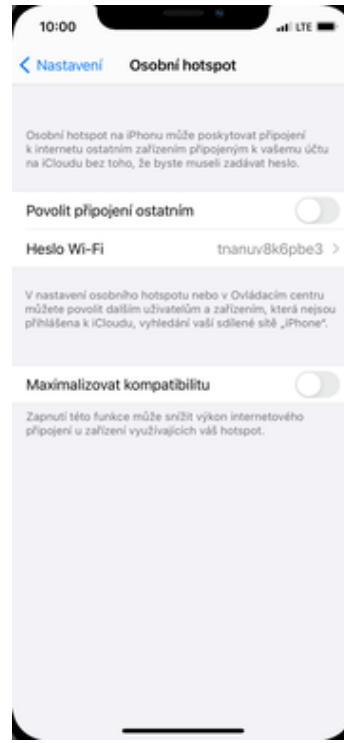 10:00
LTE
Nastavení
Osobní hotspot
Osobní hotspot na iPhonu může poskytovat připojení
k internetu ostatním zařízením připojeným k vašemu účtu
na iCloudu bez toho, že byste museli zadávat heslo.
Povolit připojení ostatním
Heslo Wi-Fi
tnanuv8k6pbe3
V nastavení osobního hotspotu nebo v Ovládacím centru
můžete povolit dalším uživatelům a zařízením, která nejsou
přihlášena k iCloudu, vyhledání vaší sdílené sítě „iPhone“.
Maximalizovat kompatibilitu
Zapnutí této funkce může snížit výkon internetového
připojení u zařízení využívajících váš hotspot.